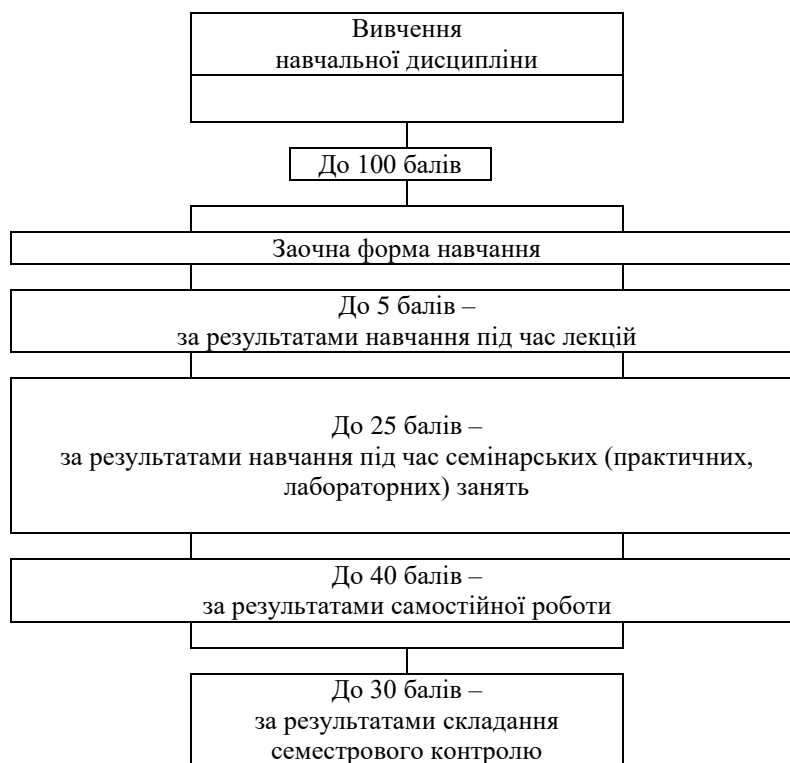 Вивчення
навчальної дисципліни
До 100 балів
Заочна форма навчання
До 5 балів –
за результатами навчання під час лекцій
До 25 балів –
за результатами навчання під час семінарських (практичних,
лабораторних) занять
До 40 балів –
за результатами самостійної роботи
До 30 балів –
за результатами складання
семестрового контролю